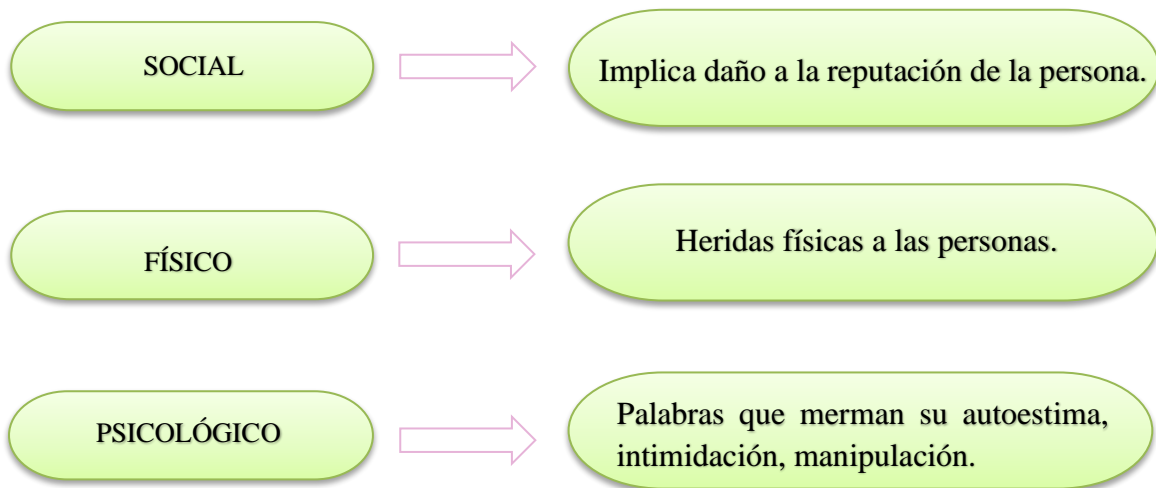 SOCIAL
Implica daño a la reputación de la persona.
FÍSICO
Heridas físicas a las personas.
PSICOLÓGICO
Palabras que merman su autoestima,
intimidación, manipulación.